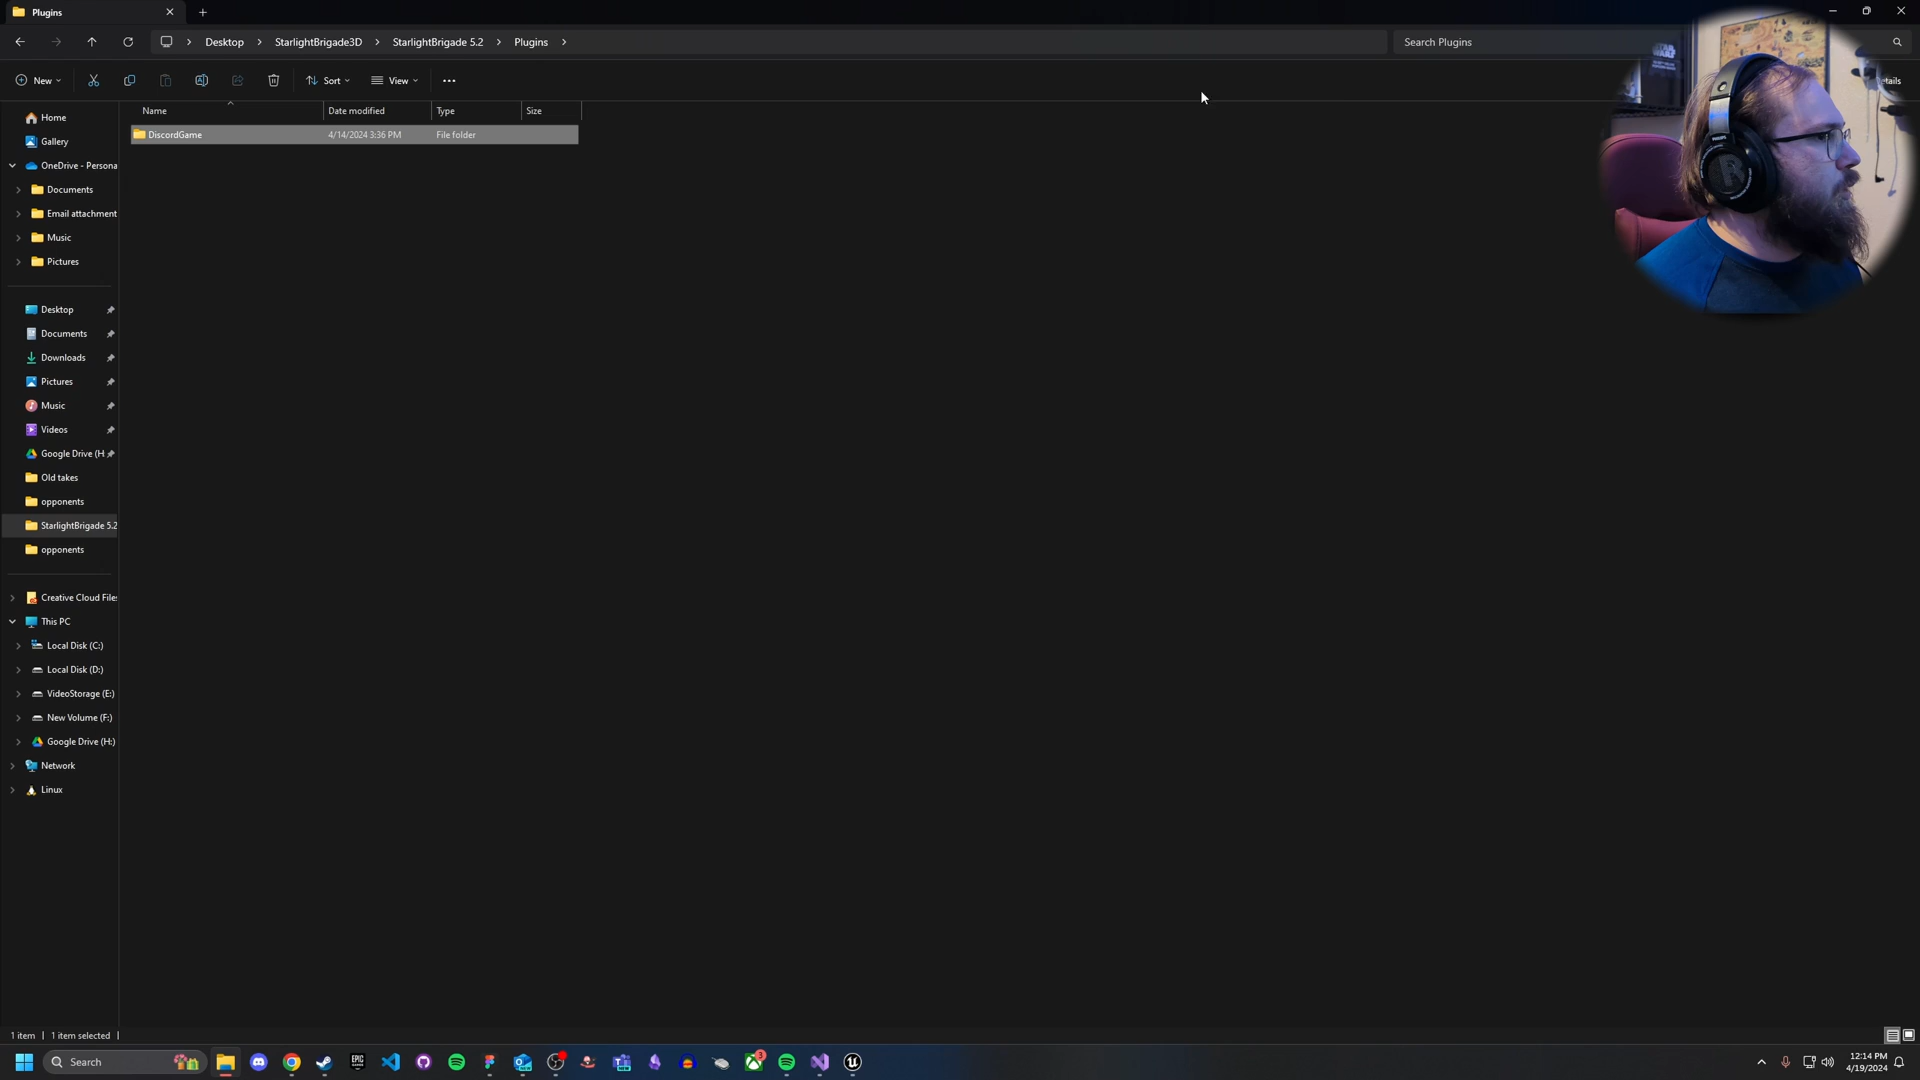 Plugins
Desktop
StarlightBrigade3D
StarlightBrigade 5.2
Plugins
Search Plugins
New
Sort
View
Name
Date modified
Type
Size
DiscordGame
4/14/2024 3:36 PM
File folder
Home
Gallery
OneDrive - Persona
Documents
Email attachment
Music
Pictures
Desktop
Documents
Downloads
Pictures
Music
Videos
Google Drive (H
Old takes
opponents
StarlightBrigade 5.2
opponents
Creative Cloud Files
This PC
Local Disk (C:)
Local Disk (D:)
VideoStorage (E:)
New Volume (F:)
Google Drive (H:)
Network
Linux
1 item
1 item selected
Search
3
12:14 PM
4/19/2024
STAR
WARS